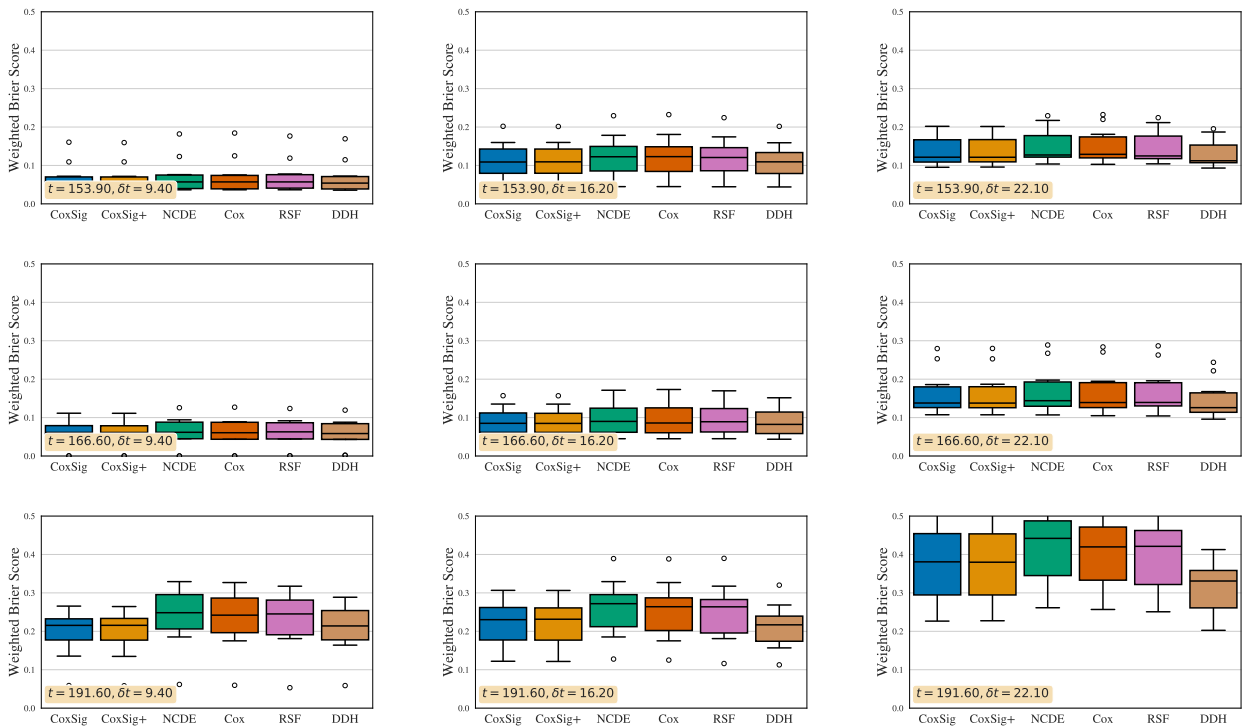 Weighted Brier Score
0.5
0.4
0.3
0.2
0.1
0.0
t = 153.90, δt = 9.40
CoxSig CoxSig+ NCDE Cox RSF DDH
Weighted Brier Score
0.5
0.4
0.3
0.2
0.1
0.0
t = 153.90, δt = 16.20
CoxSig CoxSig+ NCDE Cox RSF DDH
Weighted Brier Score
0.5
0.4
0.3
0.2
0.1
0.0
t = 153.90, δt = 22.10
CoxSig CoxSig+ NCDE Cox RSF DDH
Weighted Brier Score
0.5
0.4
0.3
0.2
0.1
0.0
t = 166.60, δt = 9.40
CoxSig CoxSig+ NCDE Cox RSF DDH
Weighted Brier Score
0.5
0.4
0.3
0.2
0.1
0.0
t = 166.60, δt = 16.20
CoxSig CoxSig+ NCDE Cox RSF DDH
Weighted Brier Score
0.5
0.4
0.3
0.2
0.1
0.0
t = 166.60, δt = 22.10
CoxSig CoxSig+ NCDE Cox RSF DDH
Weighted Brier Score
0.5
0.4
0.3
0.2
0.1
0.0
t = 191.60, δt = 9.40
CoxSig CoxSig+ NCDE Cox RSF DDH
Weighted Brier Score
0.5
0.4
0.3
0.2
0.1
0.0
t = 191.60, δt = 16.20
CoxSig CoxSig+ NCDE Cox RSF DDH
Weighted Brier Score
0.5
0.4
0.3
0.2
0.1
0.0
t = 191.60, δt = 22.10
CoxSig CoxSig+ NCDE Cox RSF DDH